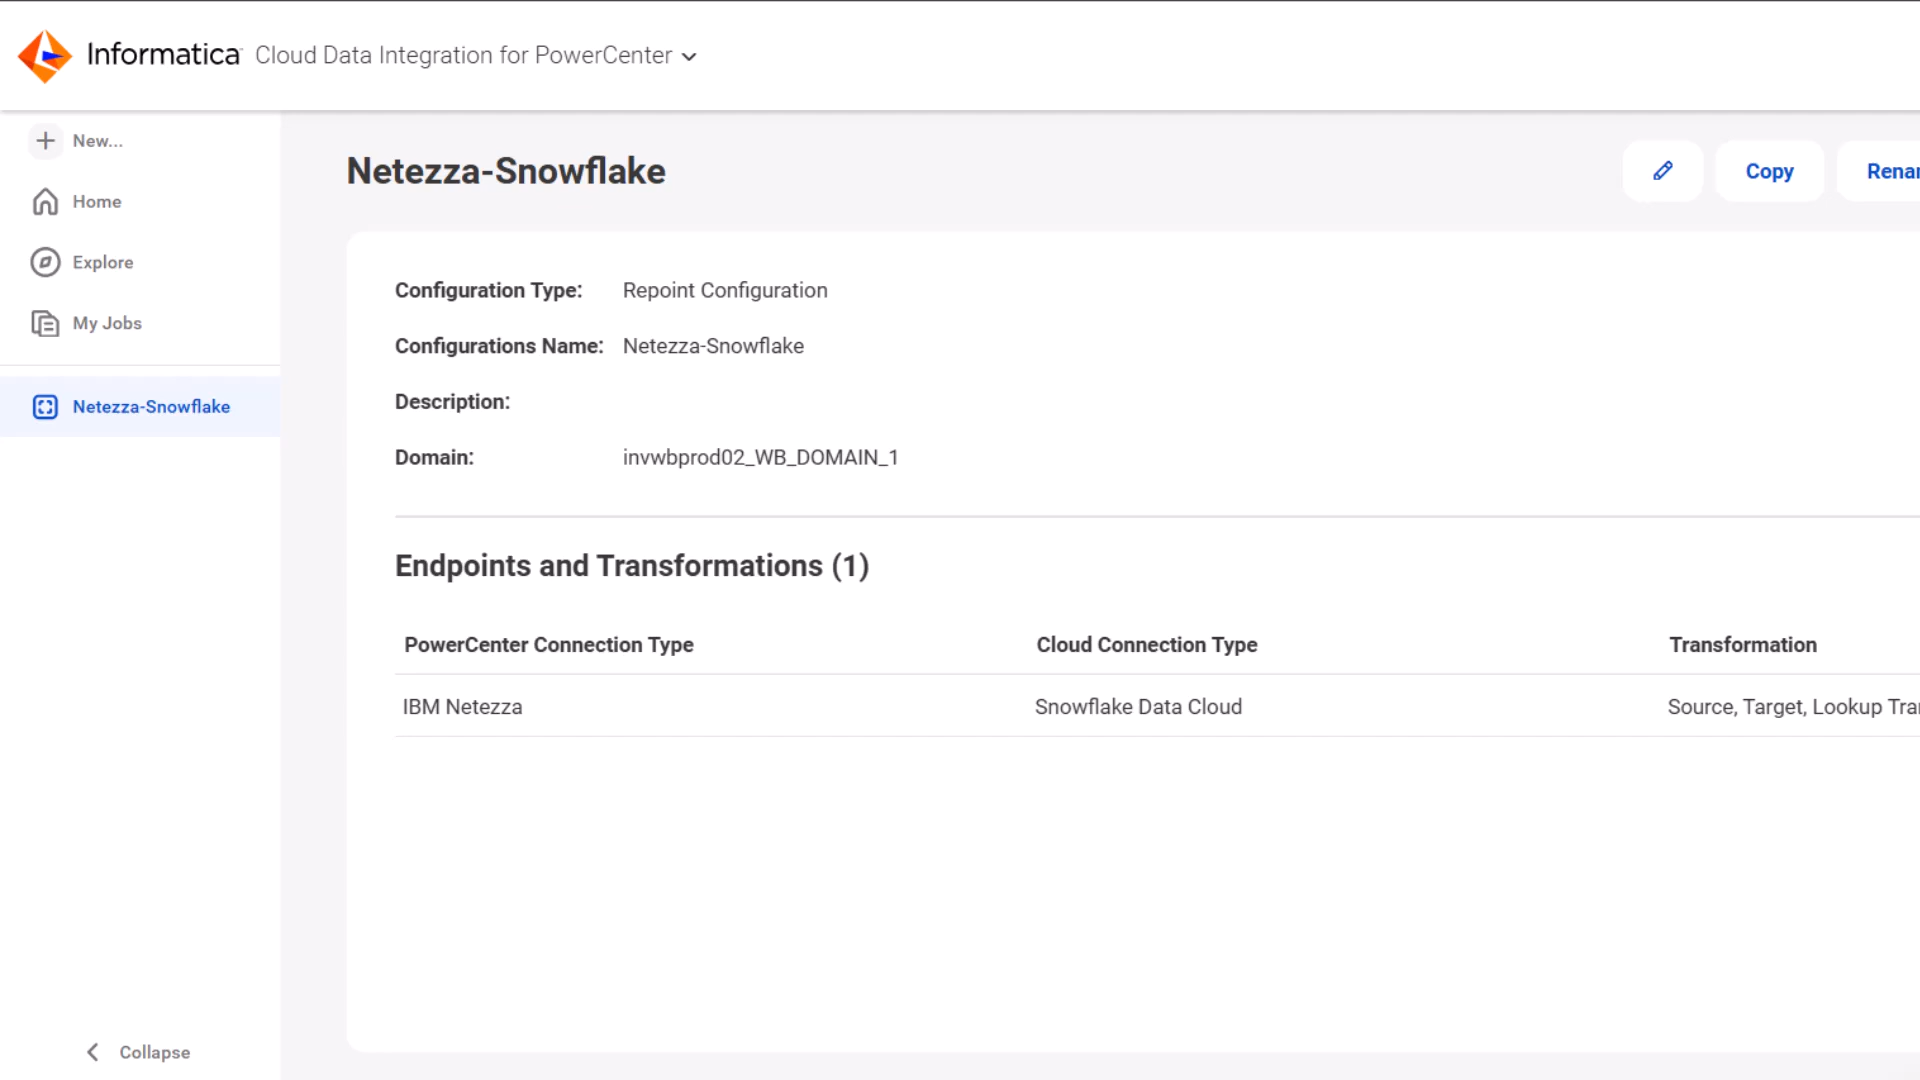 Informatica Cloud Data Integration for PowerCenter
New...
Home
Explore
My Jobs
Netezza-Snowflake
Collapse
Netezza-Snowflake
Copy
Renar
Configuration Type: Repoint Configuration
Configurations Name: Netezza-Snowflake
Description:
Domain: invwbprod02_WB_DOMAIN_1
Endpoints and Transformations (1)
PowerCenter Connection Type Cloud Connection Type Transformation
IBM Netezza Snowflake Data Cloud Source, Target, Lookup Tra